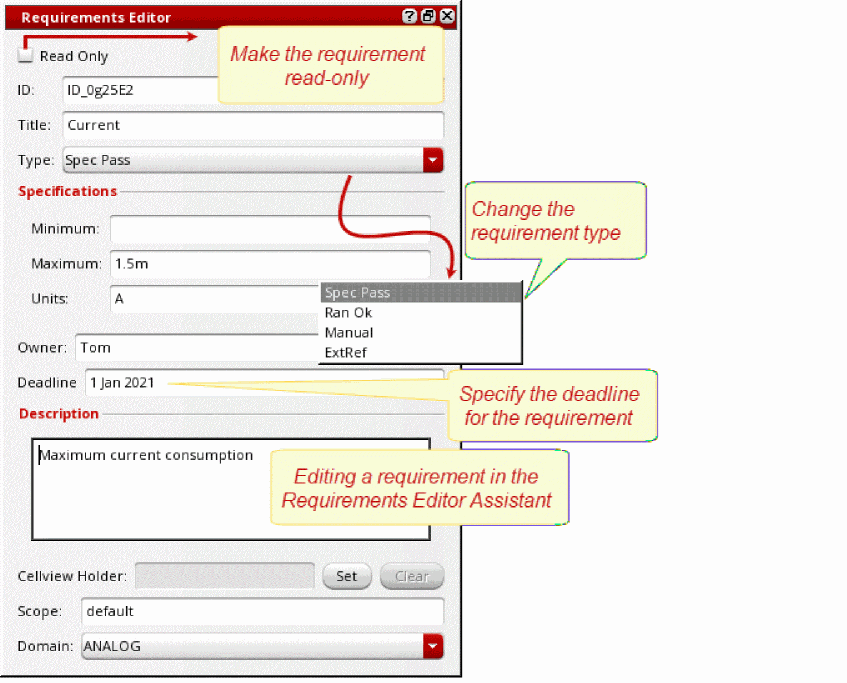 Requirements Editor
Read Only
Make the requirement
read-only
ID: ID_0g25E2
Title: Current
Type: Spec Pass
Specifications
Minimum:
Maximum: 1.5m
Units: A
Change the
requirement type
Spec Pass
Ran Ok
Manual
ExtRef
Owner: Tom
Deadline 1 Jan 2021
Specify the deadline
for the requirement
Description
Maximum current consumption
Editing a requirement in the
Requirements Editor Assistant
Cellview Holder: Set Clear
Scope: default
Domain: ANALOG